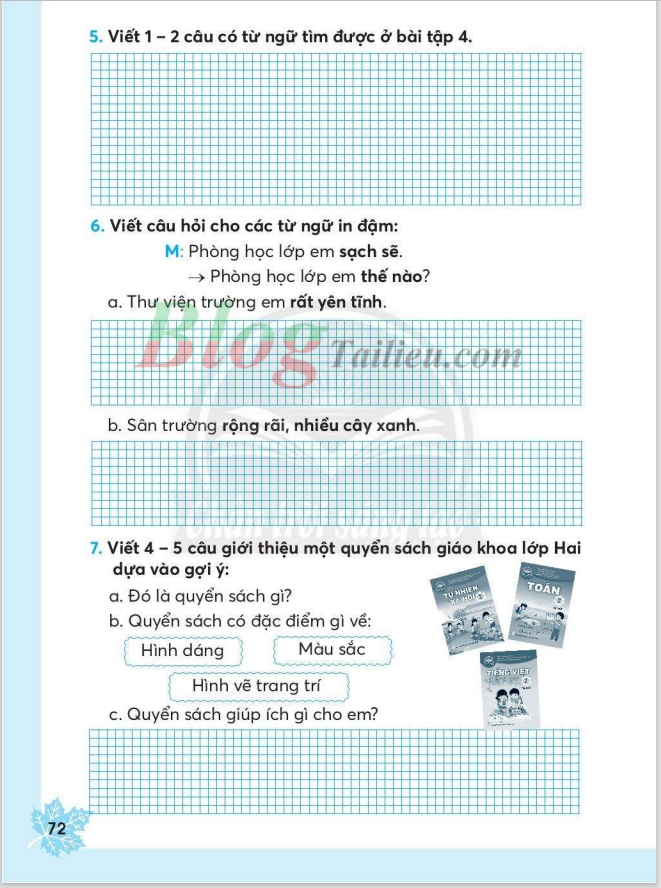 5. Viết 1 – 2 câu có từ ngữ tìm được ở bài tập 4.
6. Viết câu hỏi cho các từ ngữ in đậm:
M: Phòng học lớp em sạch sẽ.
→ Phòng học lớp em thế nào?
a. Thư viện trường em rất yên tĩnh.
BlogTailieu.com
b. Sân trường rộng rãi, nhiều cây xanh.
Chân trời sáng tạo
7. Viết 4 – 5 câu giới thiệu một quyển sách giáo khoa lớp Hai
dựa vào gợi ý:
a. Đó là quyển sách gì?
b. Quyển sách có đặc điểm gì về:
Hình dáng
Màu sắc
Hình vẽ trang trí
c. Quyển sách giúp ích gì cho em?
TỰ NHIÊN
XÃ HỘI
TOÁN
TIẾNG VIỆT
2
72